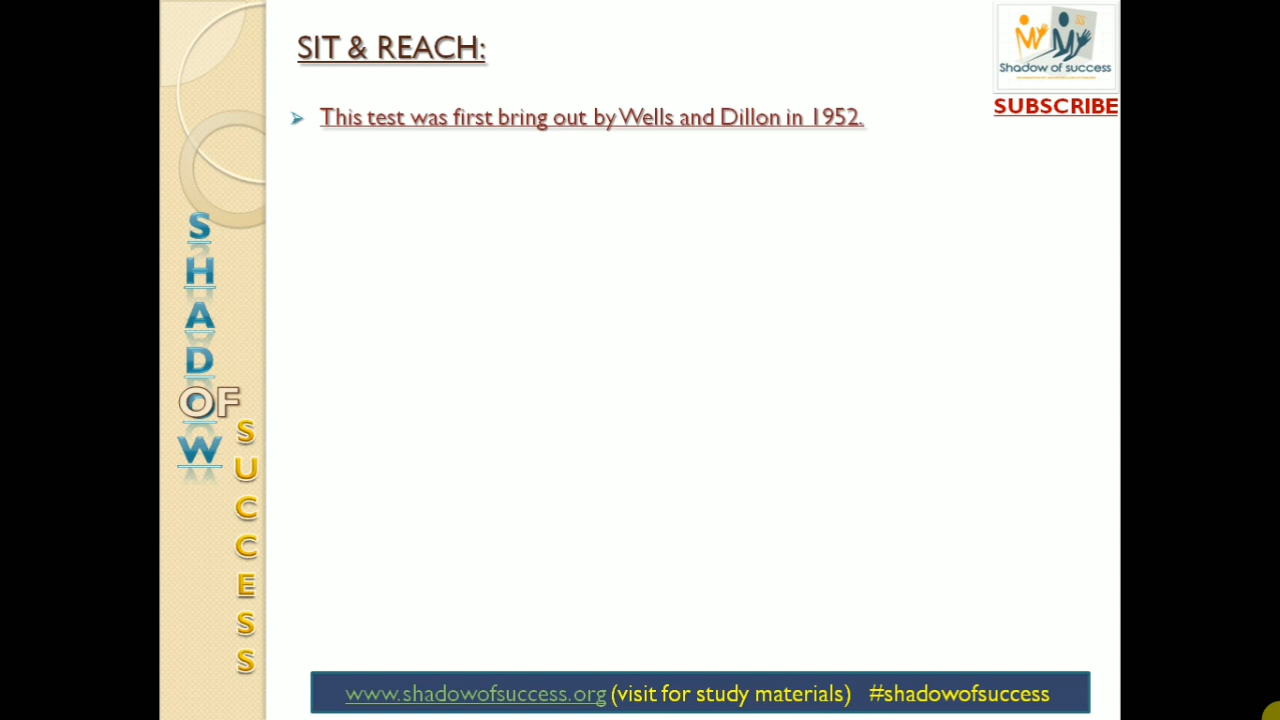 SIT & REACH:
This test was first bring out by Wells and Dillon in 1952.
Shadow of success
SUBSCRIBE
SHADOW
OF
SUCCESS
www.shadowofsuccess.org (visit for study materials) #shadowofsuccess